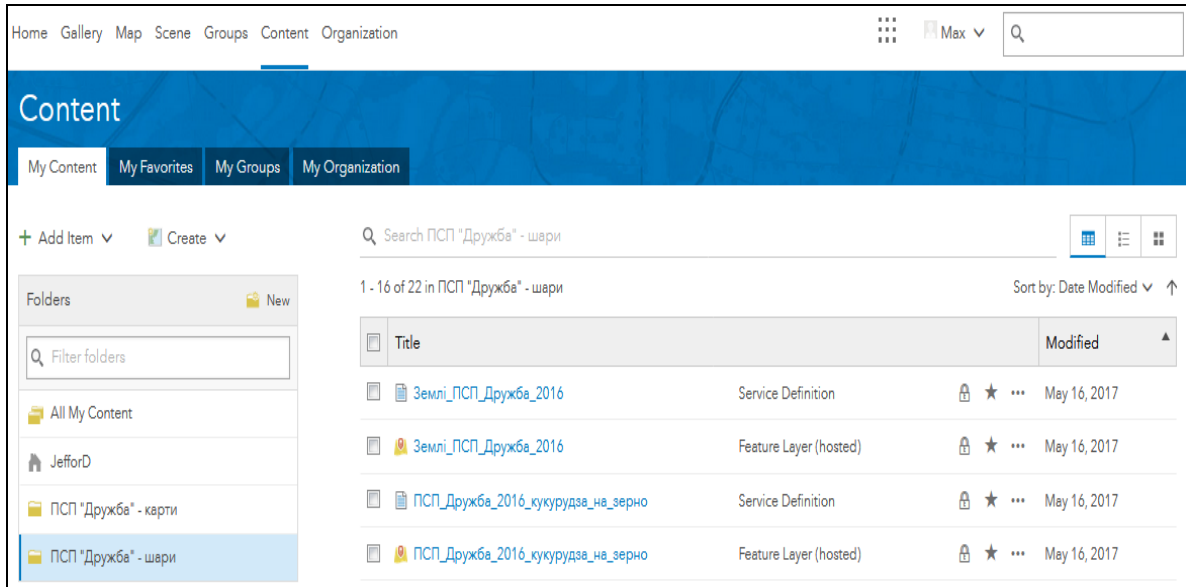 Home Gallery Map Scene Groups Content Organization Max
Content
My Content My Favorites My Groups My Organization
+ Add Item Create
Search ПСП "Дружба" - шари
Folders New
1 - 16 of 22 in ПСП "Дружба" - шари Sort by: Date Modified
Filter folders
Title Modified
All My Content
Землі_ПСП_Дружба_2016 Service Definition May 16, 2017
JefforD
Землі_ПСП_Дружба_2016 Feature Layer (hosted) May 16, 2017
ПСП "Дружба" - карти
ПСП_Дружба_2016_кукурудза_на_зерно Service Definition May 16, 2017
ПСП "Дружба" - шари
ПСП_Дружба_2016_кукурудза_на_зерно Feature Layer (hosted) May 16, 2017